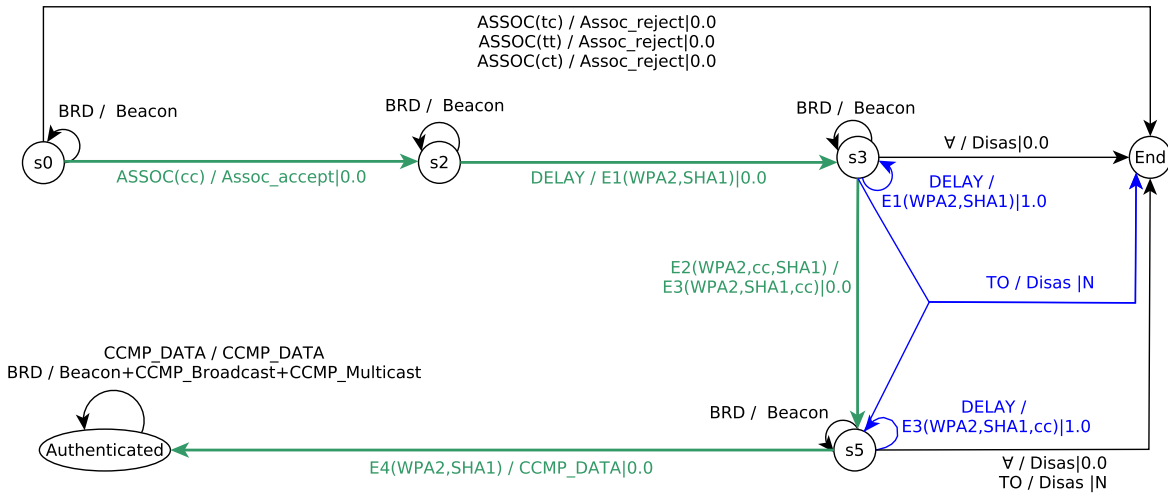 ASSOC(tc) / Assoc_reject|0.0
ASSOC(tt) / Assoc_reject|0.0
ASSOC(ct) / Assoc_reject|0.0
BRD / Beacon
BRD / Beacon
BRD / Beacon
s0
s2
s3
End
∀ / Disas|0.0
ASSOC(cc) / Assoc_accept|0.0
DELAY / E1(WPA2,SHA1)|0.0
DELAY /
E1(WPA2,SHA1)|1.0
E2(WPA2,cc,SHA1) /
E3(WPA2,SHA1,cc)|0.0
TO / Disas |N
CCMP_DATA / CCMP_DATA
BRD / Beacon+CCMP_Broadcast+CCMP_Multicast
BRD / Beacon
DELAY /
E3(WPA2,SHA1,cc)|1.0
Authenticated
s5
E4(WPA2,SHA1) / CCMP_DATA|0.0
∀ / Disas|0.0
TO / Disas |N